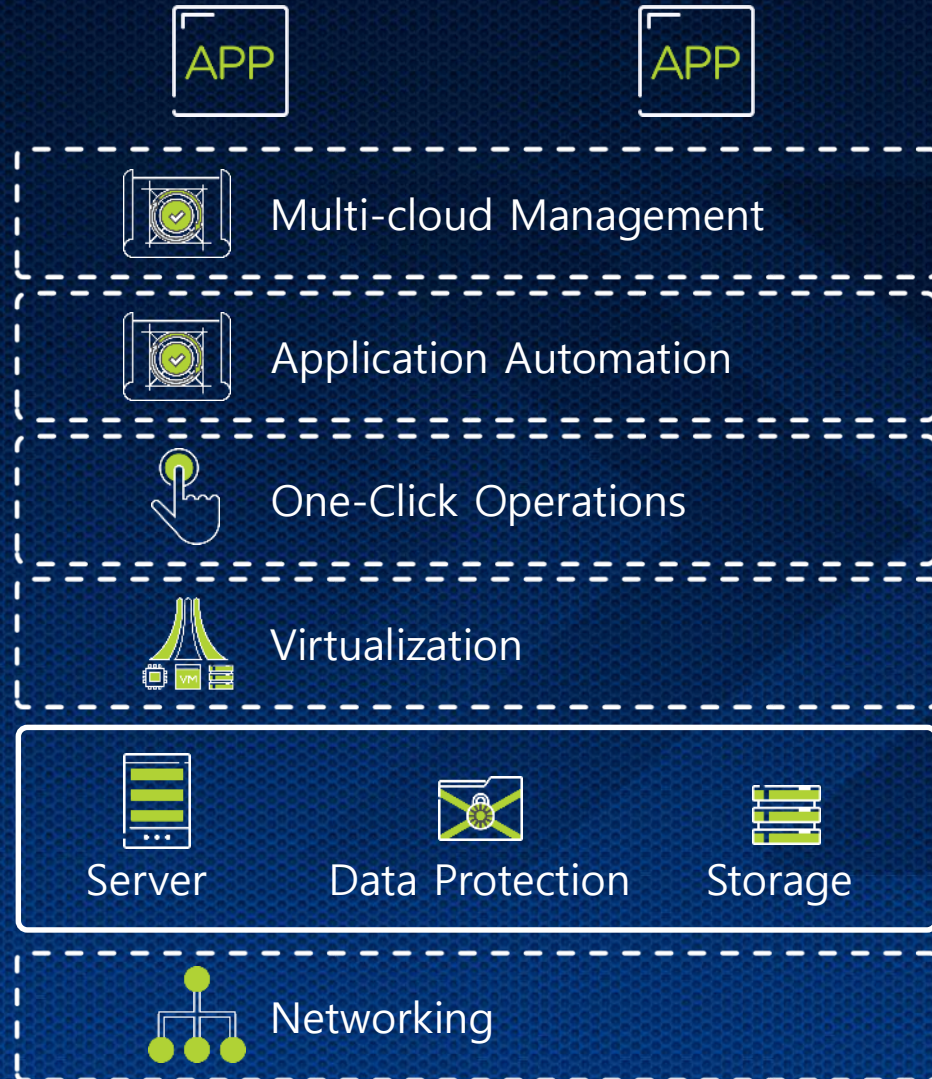 APP APP
Multi-cloud Management
Application Automation
One-Click Operations
Virtualization
VM
Server Data Protection Storage
Networking